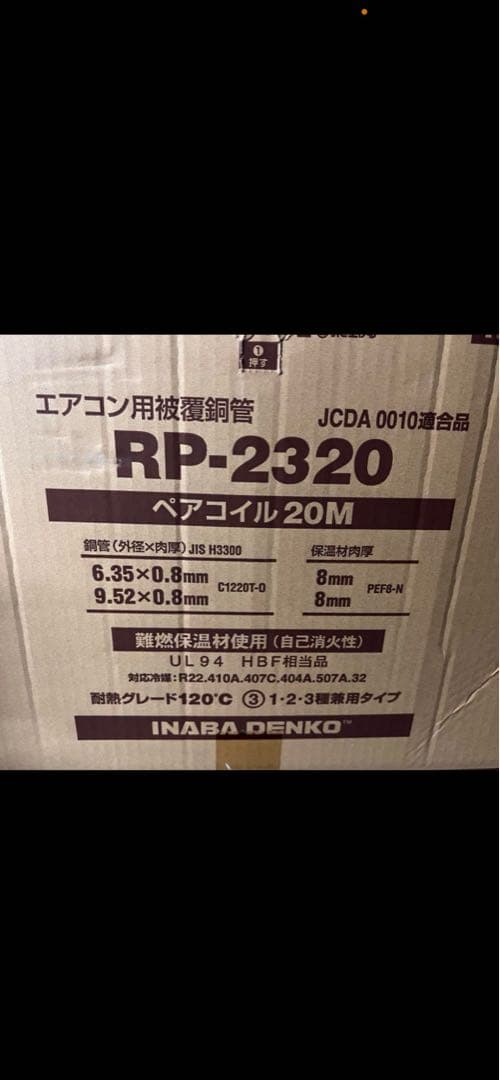 1
押す
エアコン用被覆銅管
JCDA 0010適合品
RP-2320
ペアコイル20M
銅管(外径×肉厚)JIS H3300
保温材肉厚
6.35×0.8mm
9.52×0.8mm
C1220T-O
8mm
8mm
PEF8-N
難燃保温材使用(自己消火性)
UL94 HBF相当品
対応冷媒:R22.410A.407C.404A.507A.32
耐熱グレード120℃ ③1・2・3種兼用タイプ
INABA DENKO™